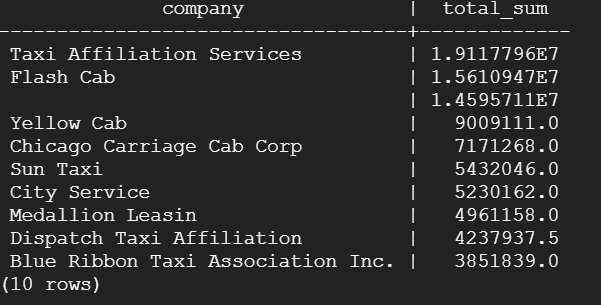 company | total_sum
-------------------------------------+-------------
Taxi Affiliation Services | 1.9117796E7
Flash Cab | 1.5610947E7
| 1.4595711E7
Yellow Cab | 9009111.0
Chicago Carriage Cab Corp | 7171268.0
Sun Taxi | 5432046.0
City Service | 5230162.0
Medallion Leasin | 4961158.0
Dispatch Taxi Affiliation | 4237937.5
Blue Ribbon Taxi Association Inc. | 3851839.0
(10 rows)